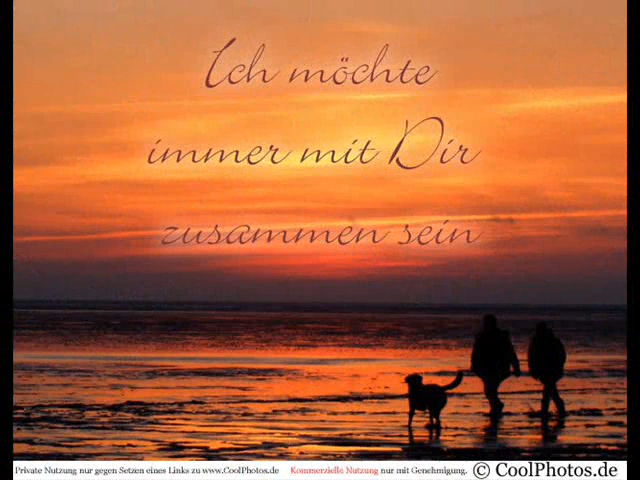 Ich möchte
immer mit Dir
zusammen sein
Private Nutzung nur gegen Setzen eines Links zu www.CoolPhotos.de Kommerzielle Nutzung nur mit Genehmigung. © CoolPhotos.de